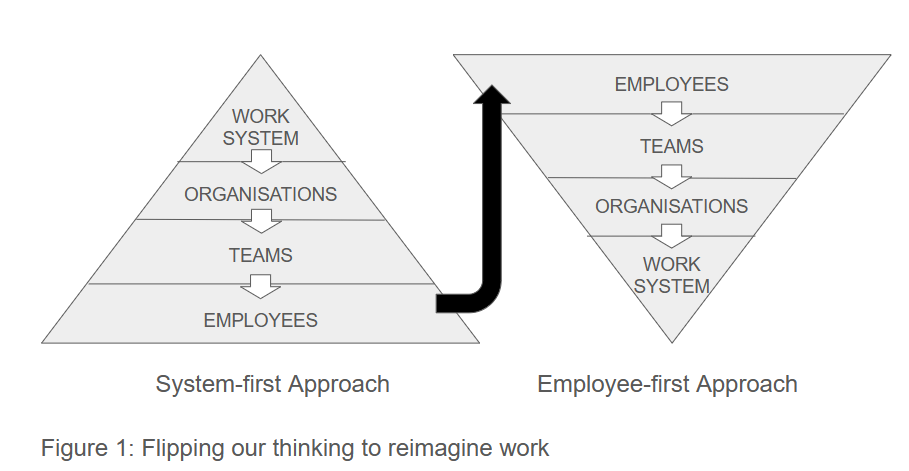 WORK
SYSTEM
ORGANISATIONS
TEAMS
EMPLOYEES
System-first Approach
EMPLOYEES
TEAMS
ORGANISATIONS
WORK
SYSTEM
Employee-first Approach
Figure 1: Flipping our thinking to reimagine work